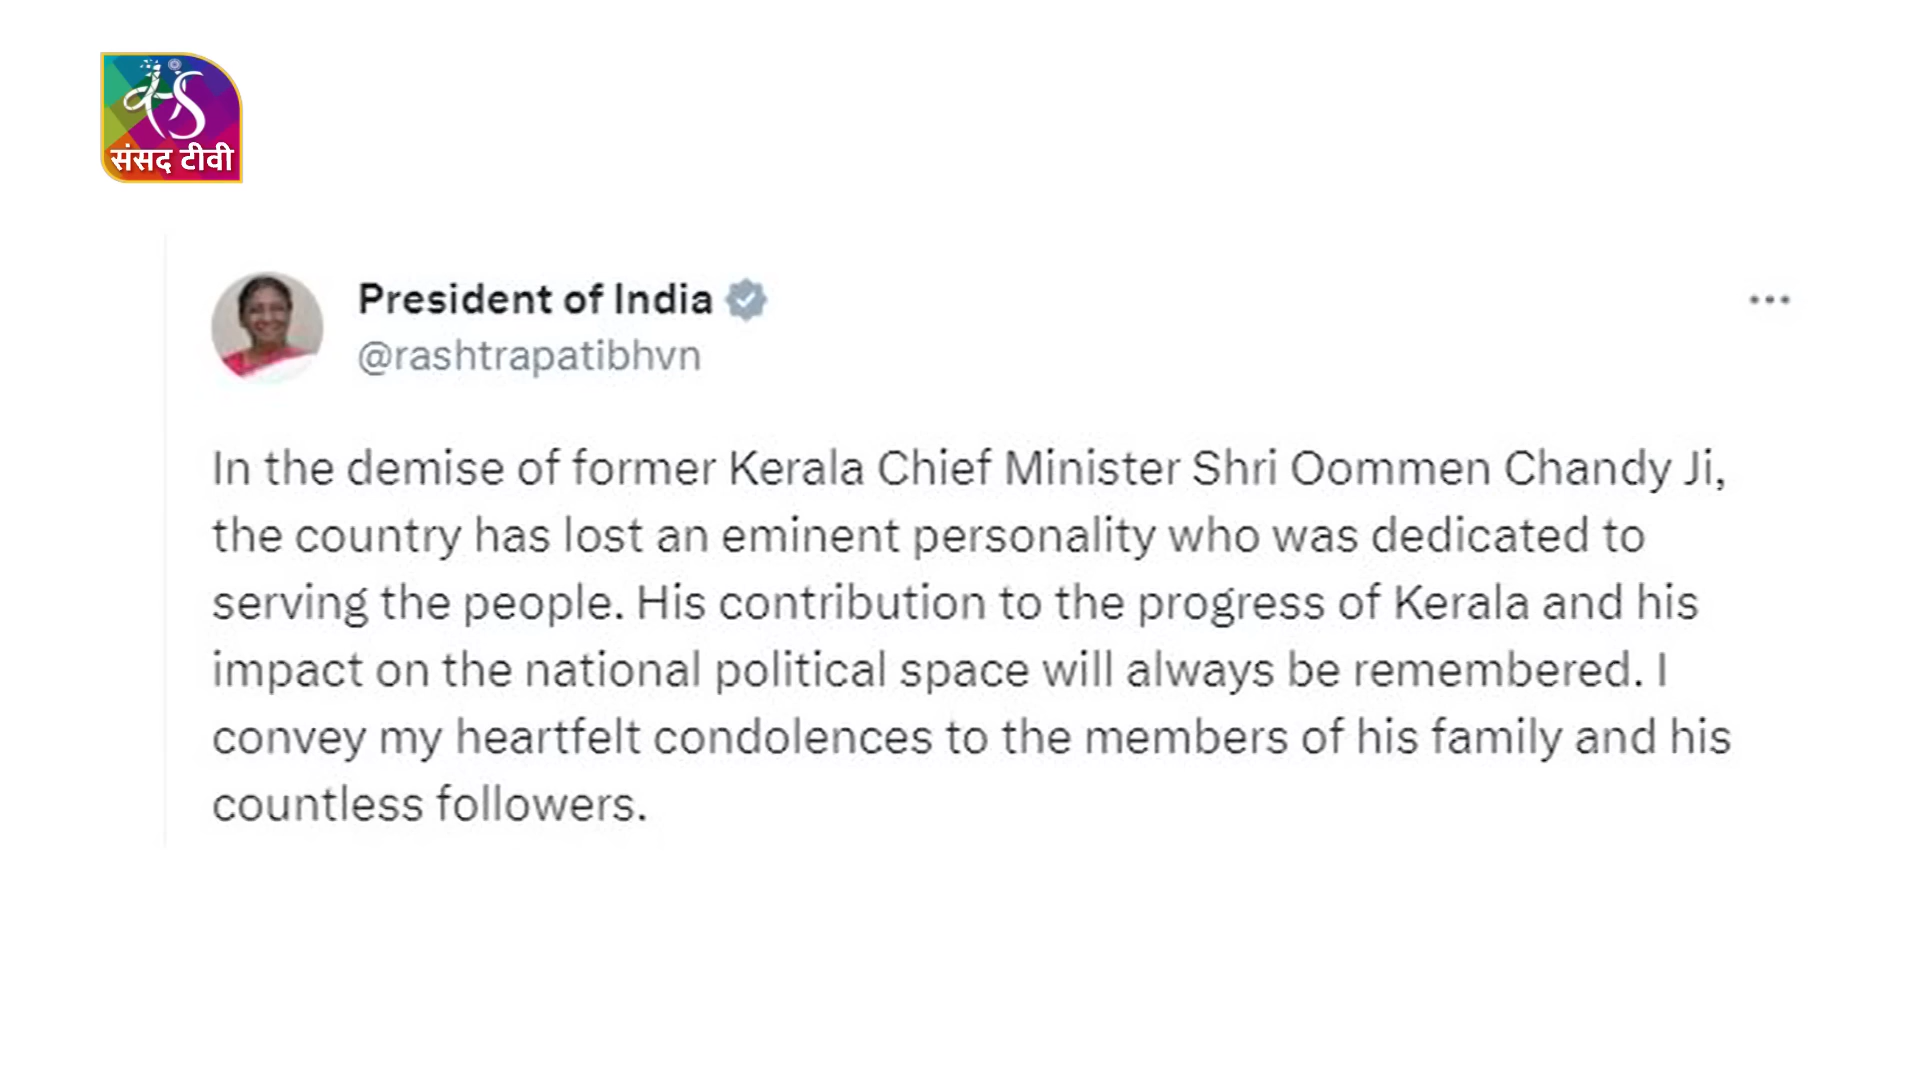 संसद टीवी
President of India
@rashtrapatibhvn
In the demise of former Kerala Chief Minister Shri Oommen Chandy Ji,
the country has lost an eminent personality who was dedicated to
serving the people. His contribution to the progress of Kerala and his
impact on the national political space will always be remembered. I
convey my heartfelt condolences to the members of his family and his
countless followers.